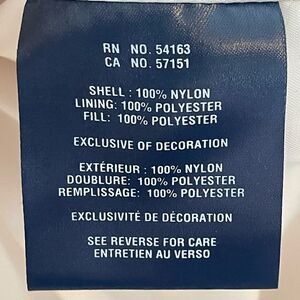 RN NO. 54163
CA NO. 57151
SHELL : 100% NYLON
LINING: 100% POLYESTER
FILL: 100% POLYESTER
EXCLUSIVE OF DECORATION
EXTÉRIEUR : 100% NYLON
DOUBLURE: 100% POLYESTER
REMPLISSAGE: 100% POLYESTER
EXCLUSIVITÉ DE DÉCORATION
SEE REVERSE FOR CARE
ENTRETIEN AU VERSO